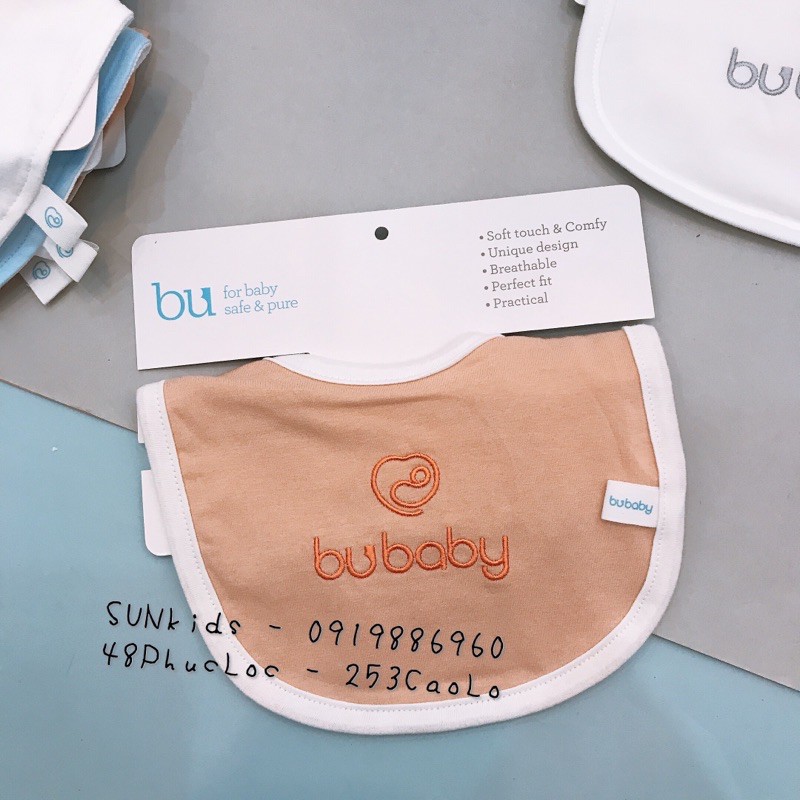 bu
for baby
safe & pure
• Soft touch & Comfy
• Unique design
• Breathable
• Perfect fit
• Practical
bubaby
bubaby
SUNkids - 0919886960
48PhucLoc - 253CaoLo